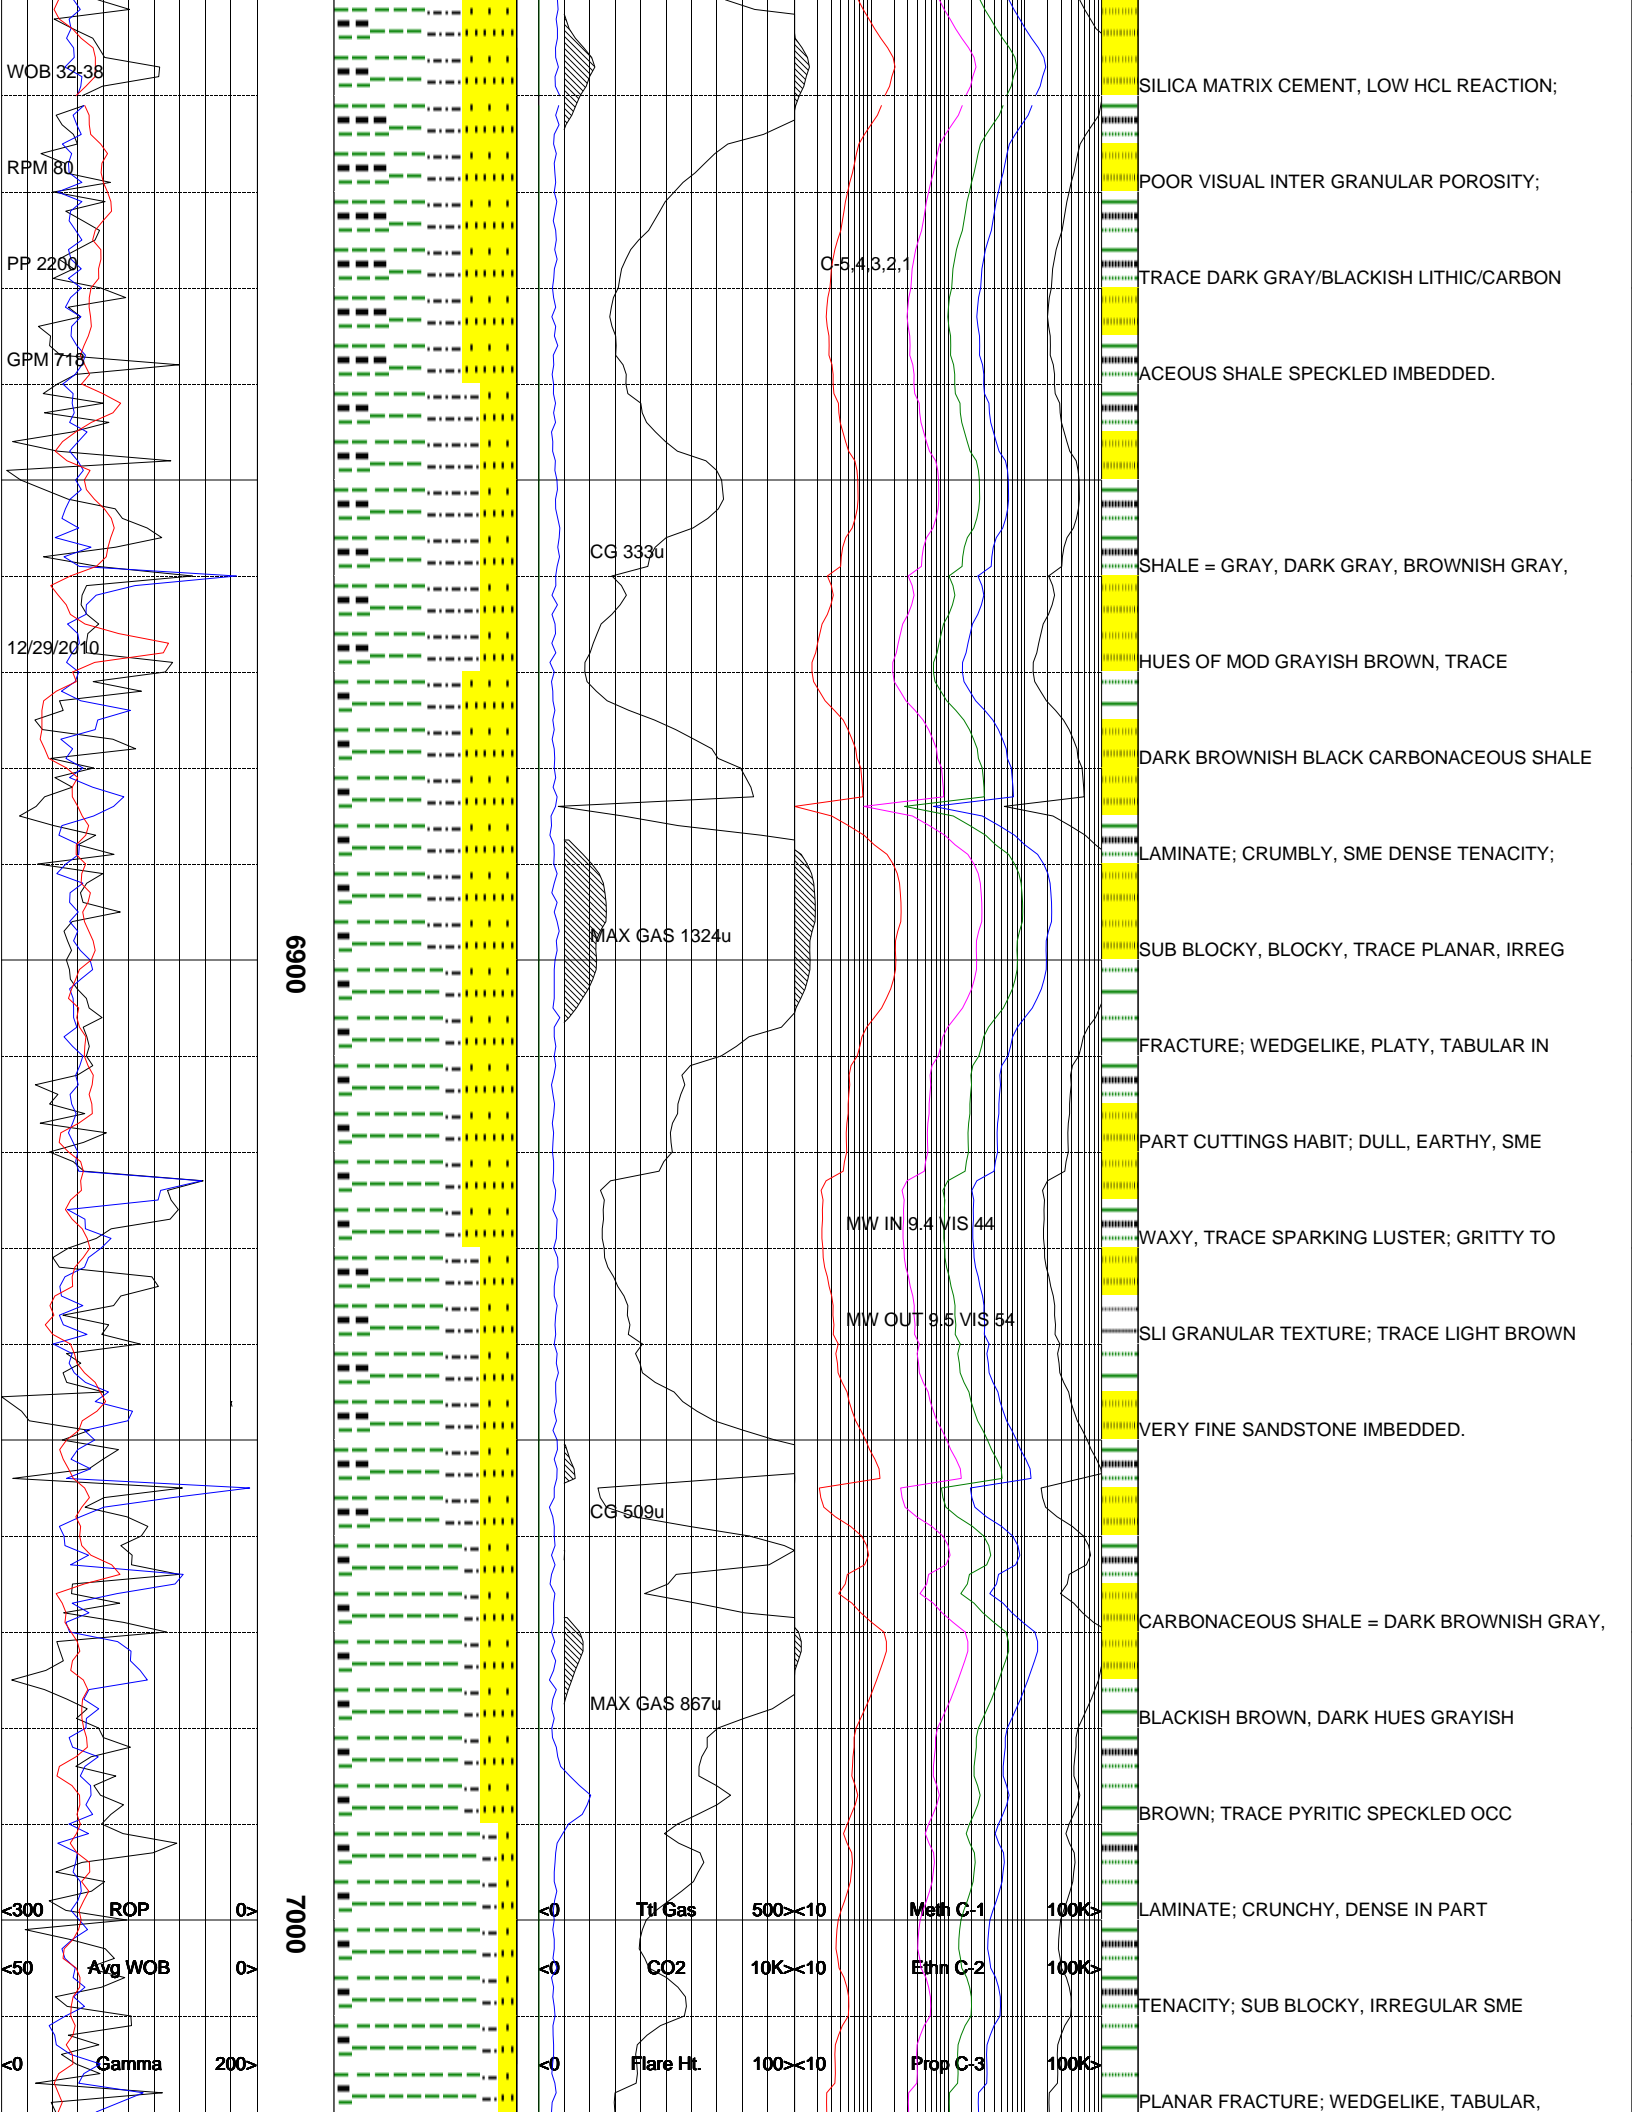 WOB 32-38
SILICA MATRIX CEMENT, LOW HCL REACTION;
RPM 80
POOR VISUAL INTER GRANULAR POROSITY;
PP 2200
C-5,4,3,2,1
TRACE DARK GRAY/BLACKISH LITHIC/CARBON
GPM 718
ACEOUS SHALE SPECKLED IMBEDDED.
CG 333u
SHALE = GRAY, DARK GRAY, BROWNISH GRAY,
12/29/2010
HUES OF MOD GRAYISH BROWN, TRACE
DARK BROWNISH BLACK CARBONACEOUS SHALE
LAMINATE; CRUMBLY, SME DENSE TENACITY;
6900
MAX GAS 1324u
SUB BLOCKY, BLOCKY, TRACE PLANAR, IRREG
FRACTURE; WEDGELIKE, PLATY, TABULAR IN
PART CUTTINGS HABIT; DULL, EARTHY, SME
MW IN 9.4 VIS 44
WAXY, TRACE SPARKING LUSTER; GRITTY TO
MW OUT 9.5 VIS 54
SLI GRANULAR TEXTURE; TRACE LIGHT BROWN
VERY FINE SANDSTONE IMBEDDED.
CG 509u
CARBONACEOUS SHALE = DARK BROWNISH GRAY,
MAX GAS 867u
BLACKISH BROWN, DARK HUES GRAYISH
BROWN; TRACE PYRITIC SPECKLED OCC
7000
<300 ROP 0>
<0 Ttl Gas 500>
<10 Meth C-1 100K>
LAMINATE; CRUNCHY, DENSE IN PART
<50 Avg WOB 0>
<0 CO2 10K>
<10 Ethn C-2 100K>
TENACITY; SUB BLOCKY, IRREGULAR SME
<0 Gamma 200>
<0 Flare Ht. 100>
<10 Prop C-3 100K>
PLANAR FRACTURE; WEDGELIKE, TABULAR,